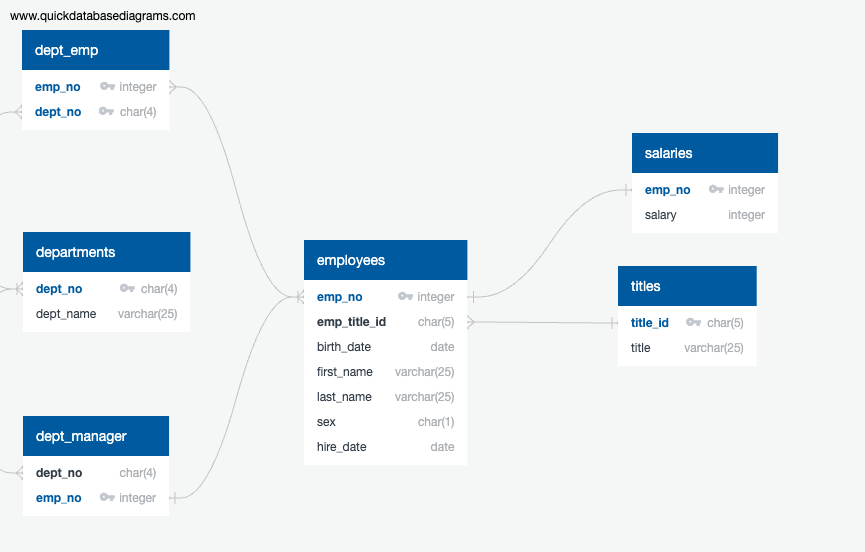 www.quickdatabasediagrams.com
dept_emp
emp_no integer
dept_no char(4)
departments
dept_no char(4)
dept_name varchar(25)
dept_manager
dept_no char(4)
emp_no integer
employees
emp_no integer
emp_title_id char(5)
birth_date date
first_name varchar(25)
last_name varchar(25)
sex char(1)
hire_date date
salaries
emp_no integer
salary integer
titles
title_id char(5)
title varchar(25)